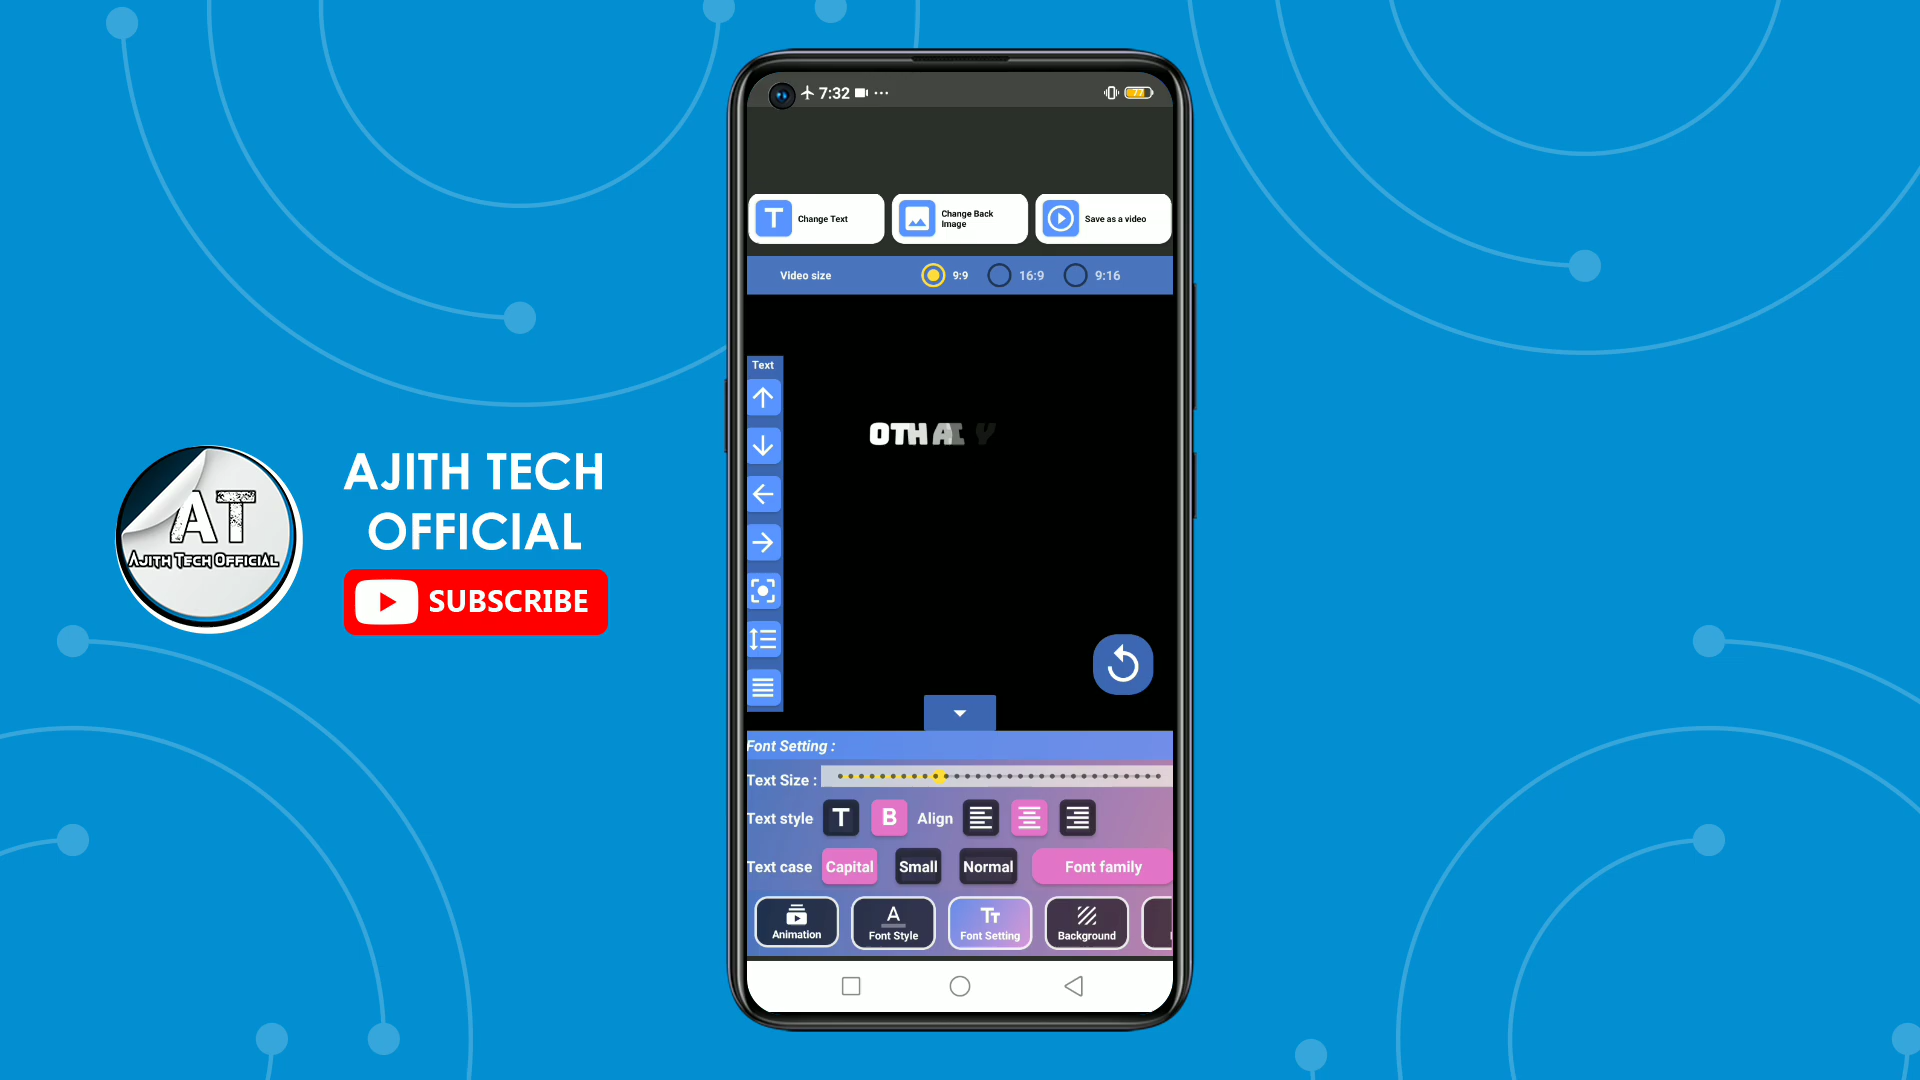 7:32
77
Change Text
Change Back
Image
Save as a video
Video size
9:9
16:9
9:16
Text
OTHAI Y
AT
AJITH TECH OFFICIAL
AJITH TECH
OFFICIAL
SUBSCRIBE
Font Setting :
Text Size :
Text style
T
B
Align
Text case
Capital
Small
Normal
Font family
Animation
Font Style
Font Setting
Background